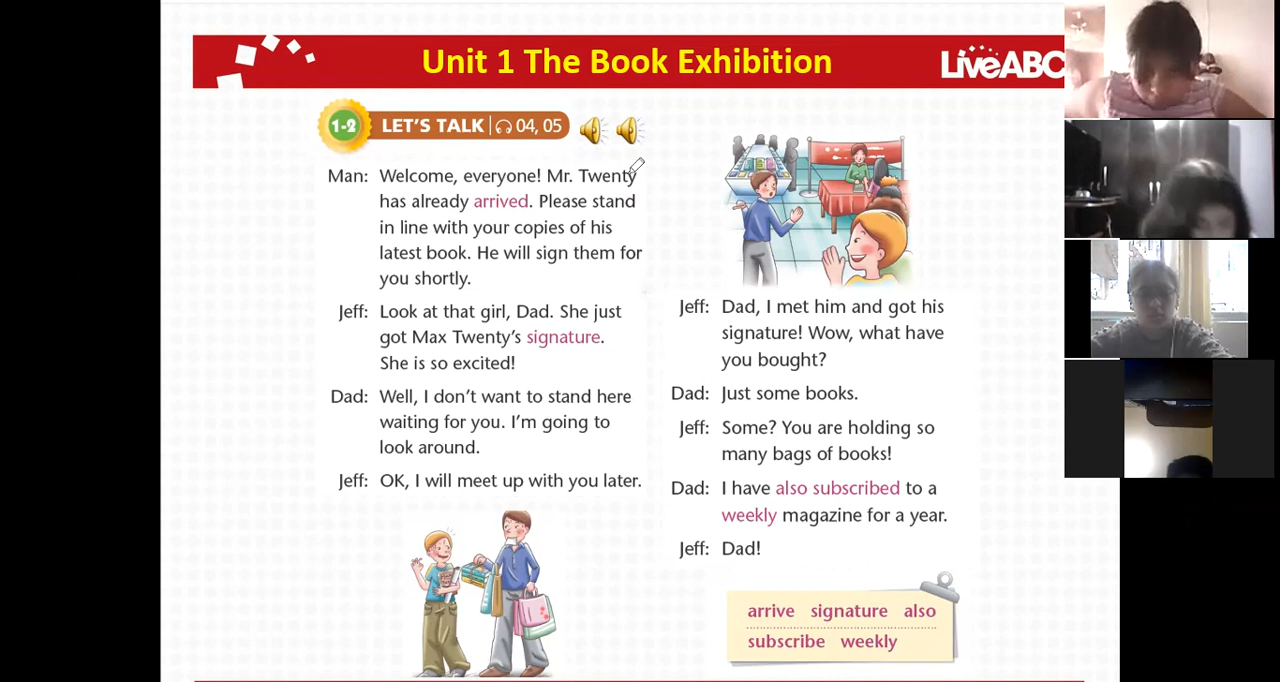 Unit 1 The Book Exhibition
LiveABC
1-2 LET'S TALK | 04, 05
Man: Welcome, everyone! Mr. Twenty
has already arrived. Please stand
in line with your copies of his
latest book. He will sign them for
you shortly.
Jeff: Look at that girl, Dad. She just
got Max Twenty's signature.
She is so excited!
Dad: Well, I don't want to stand here
waiting for you. I'm going to
look around.
Jeff: OK, I will meet up with you later.
Jeff: Dad, I met him and got his
signature! Wow, what have
you bought?
Dad: Just some books.
Jeff: Some? You are holding so
many bags of books!
Dad: I have also subscribed to a
weekly magazine for a year.
Jeff: Dad!
arrive signature also
subscribe weekly